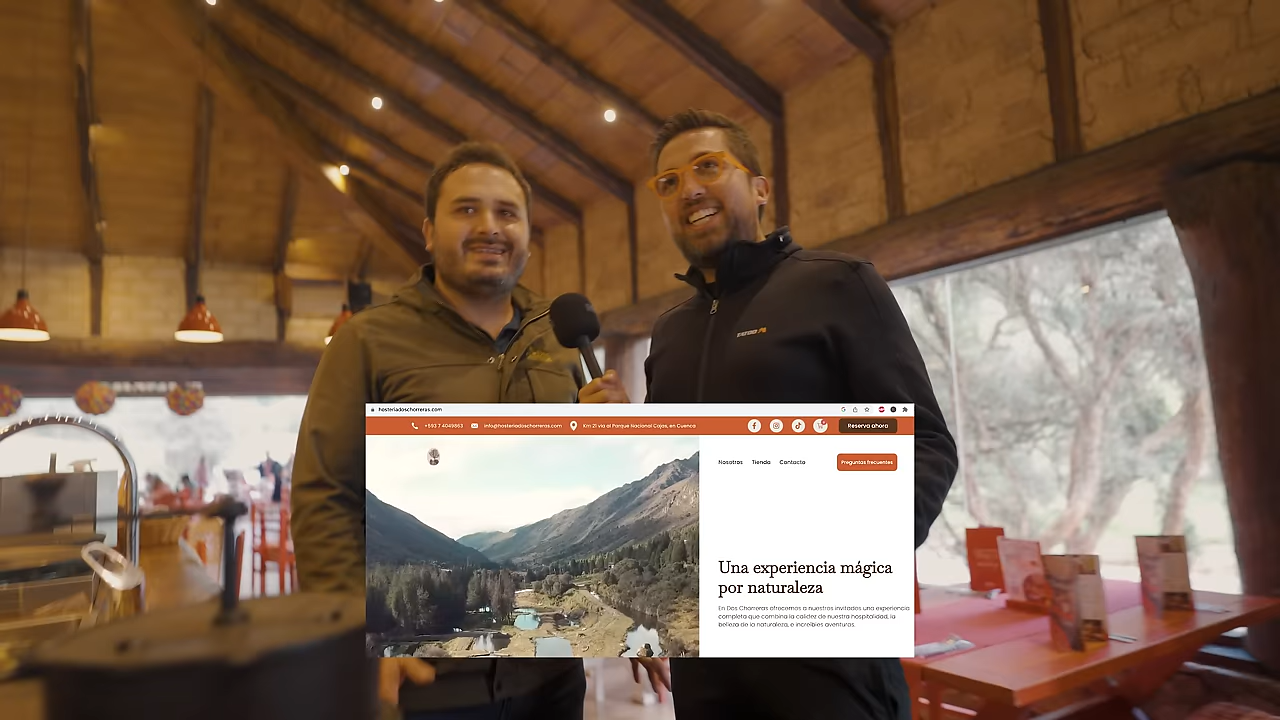 hosteriadoschorreras.com
+593 7 4049863 info@hosteriadoschorreras.com Km 21 vía al Parque Nacional Cajas, en Cuenca Reserva ahora
Nosotros Tienda Contacto Preguntas frecuentes
Una experiencia mágica
por naturaleza
En Dos Chorreras ofrecemos a nuestros invitados una experiencia
completa que combina la calidez de nuestra hospitalidad, la
belleza de la naturaleza, e increíbles aventuras.